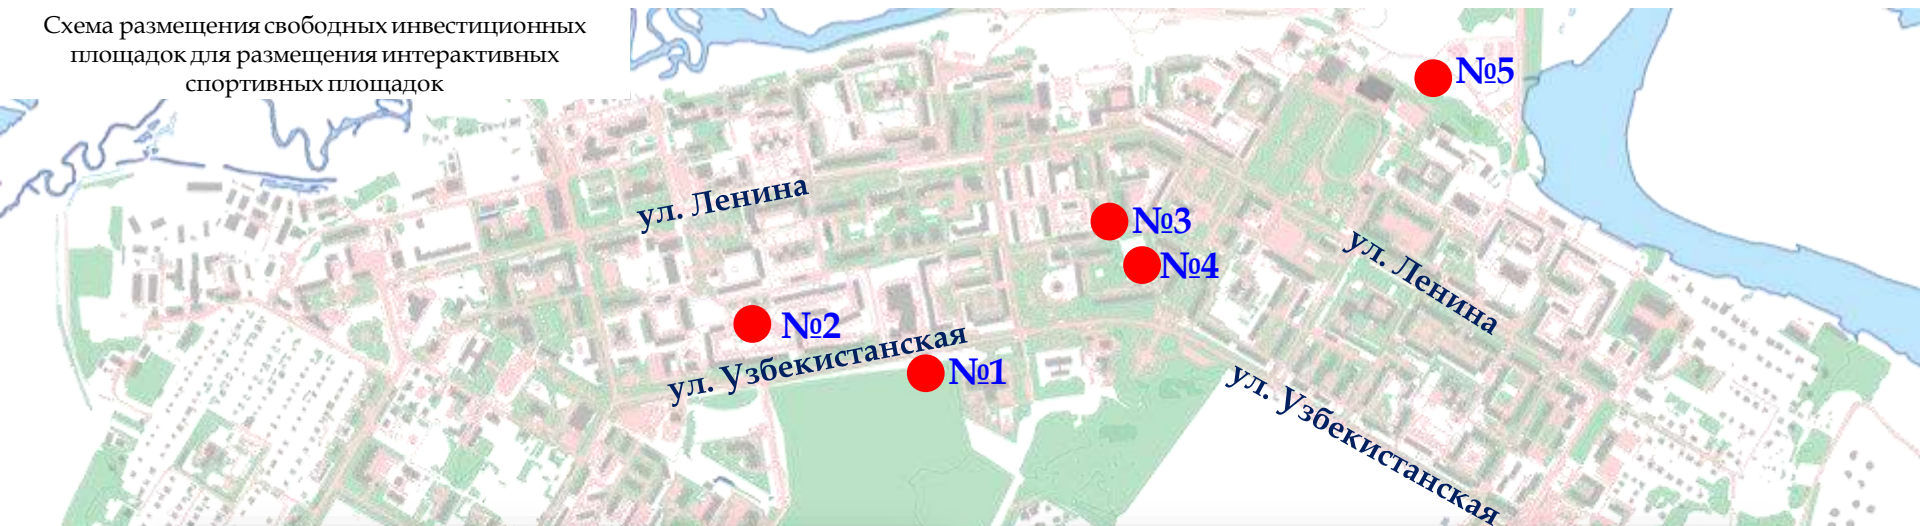 Схема размещения свободных инвестиционных
площадок для размещения интерактивных
спортивных площадок
№5
ул. Ленина
№3
ул. Ленина
№4
№2
ул. Узбекистанская
№1
ул. Узбекистанская